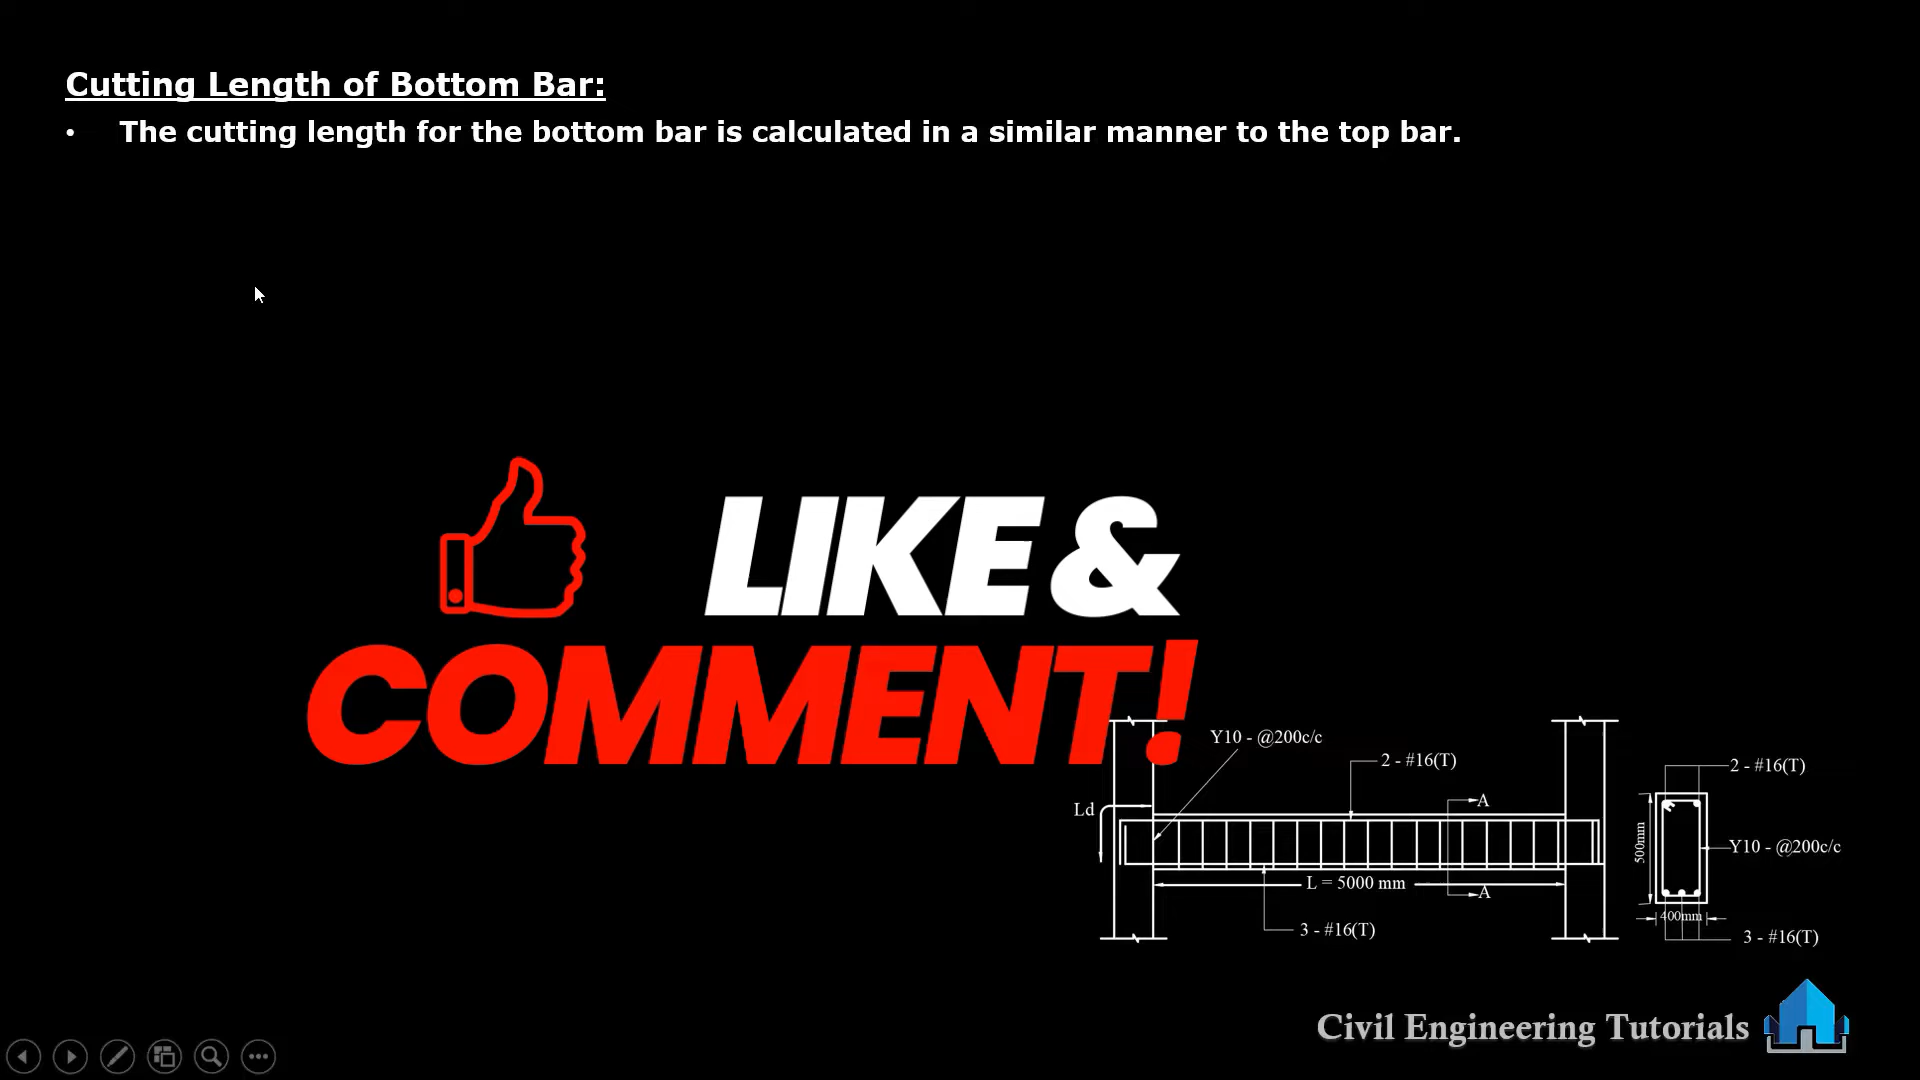 Cutting Length of Bottom Bar:
• The cutting length for the bottom bar is calculated in a similar manner to the top bar.
LIKE &
COMMENT!
Y10 - @200c/c
2 - #16(T)
Ld
A
L = 5000 mm
A
3 - #16(T)
2 - #16(T)
500mm
Y10 - @200c/c
400mm
3 - #16(T)
Civil Engineering Tutorials